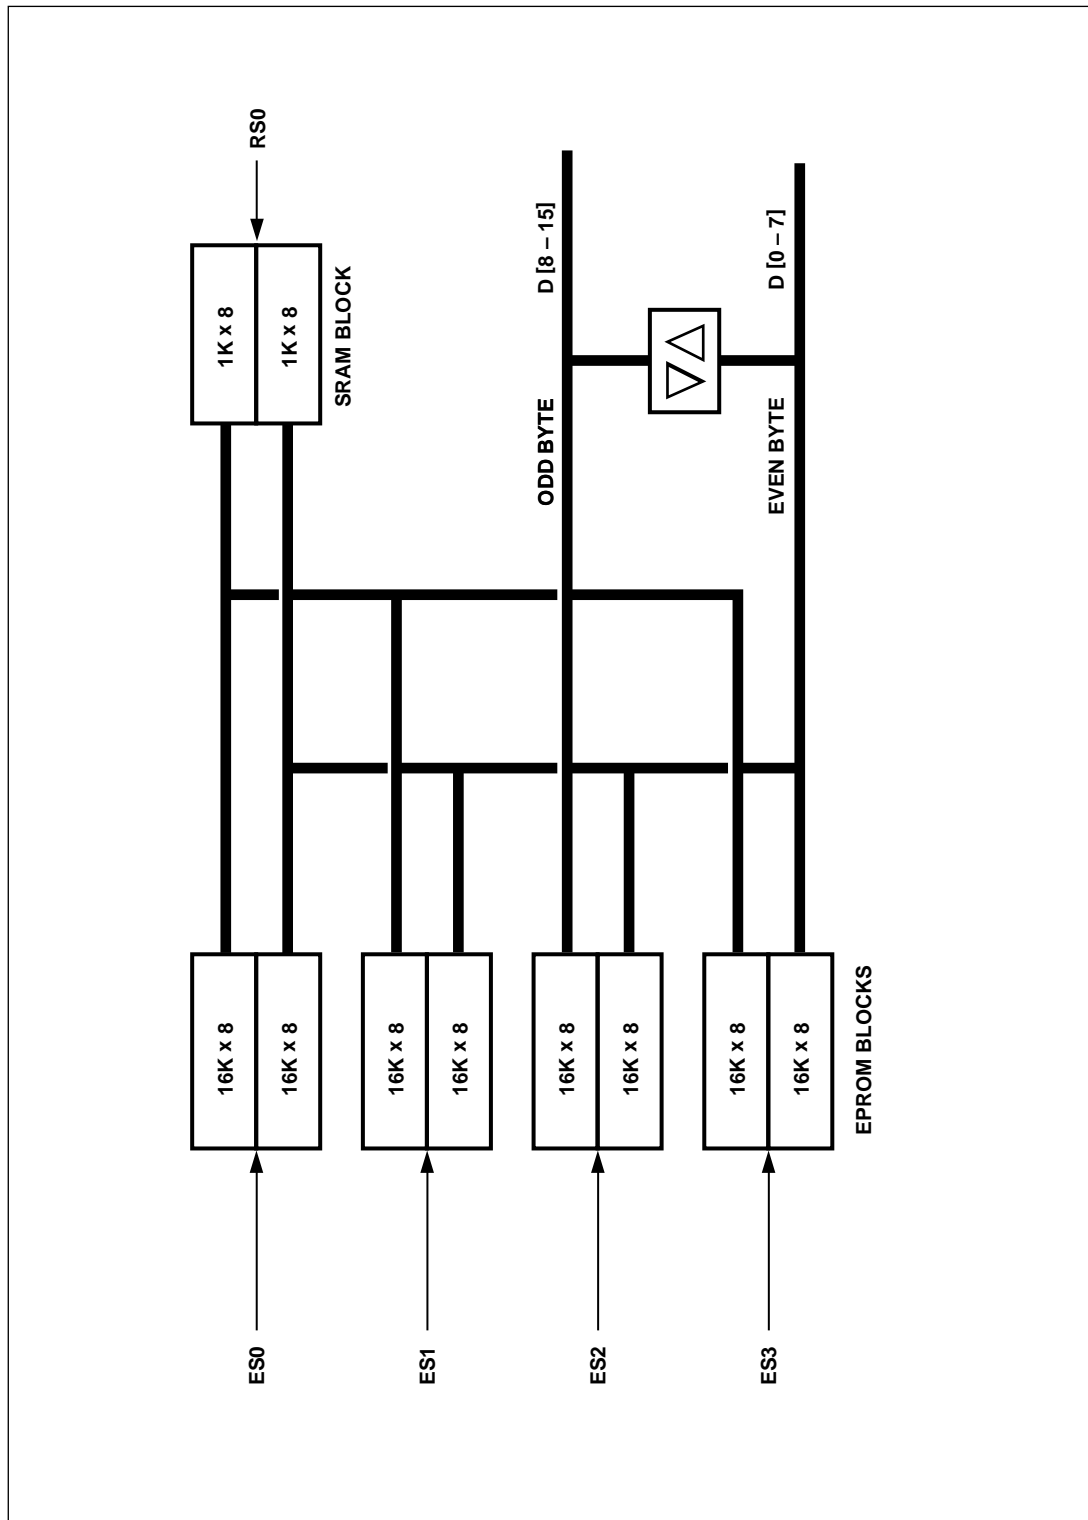 ES0
16K x 8
16K x 8
1K x 8
1K x 8
RS0
SRAM BLOCK
ES1
16K x 8
16K x 8
ODD BYTE
D [8 – 15]
ES2
16K x 8
16K x 8
EVEN BYTE
D [0 – 7]
ES3
16K x 8
16K x 8
EPROM BLOCKS